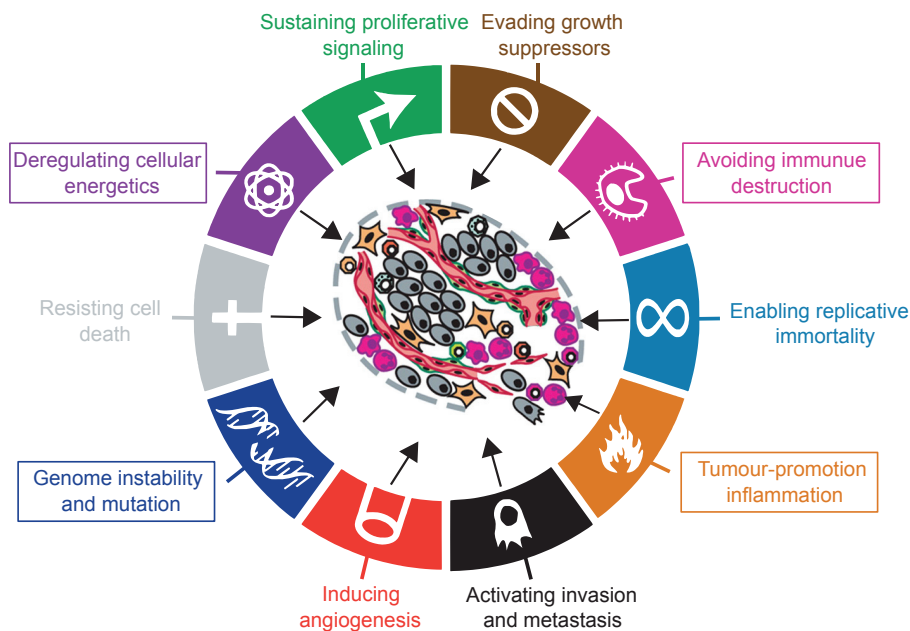 Sustaining proliferative
signaling
Evading growth
suppressors
Deregulating cellular
energetics
Avoiding immunue
destruction
Resisting cell
death
Enabling replicative
immortality
Genome instability
and mutation
Tumour-promotion
inflammation
Inducing
angiogenesis
Activating invasion
and metastasis